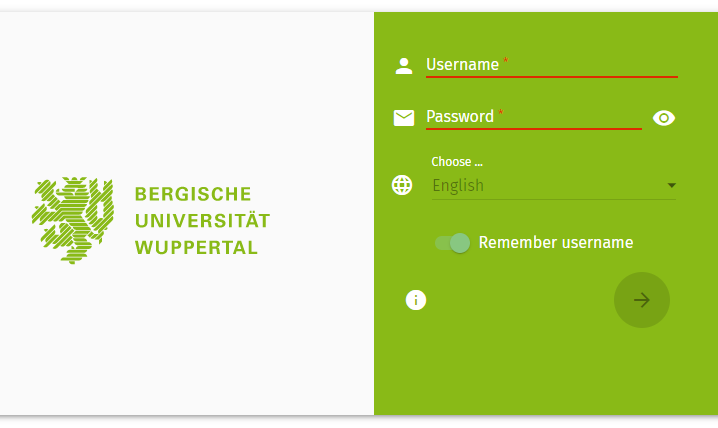 BERGISCHE
UNIVERSITÄT
WUPPERTAL
Username *
Password *
Choose ...
English
Remember username